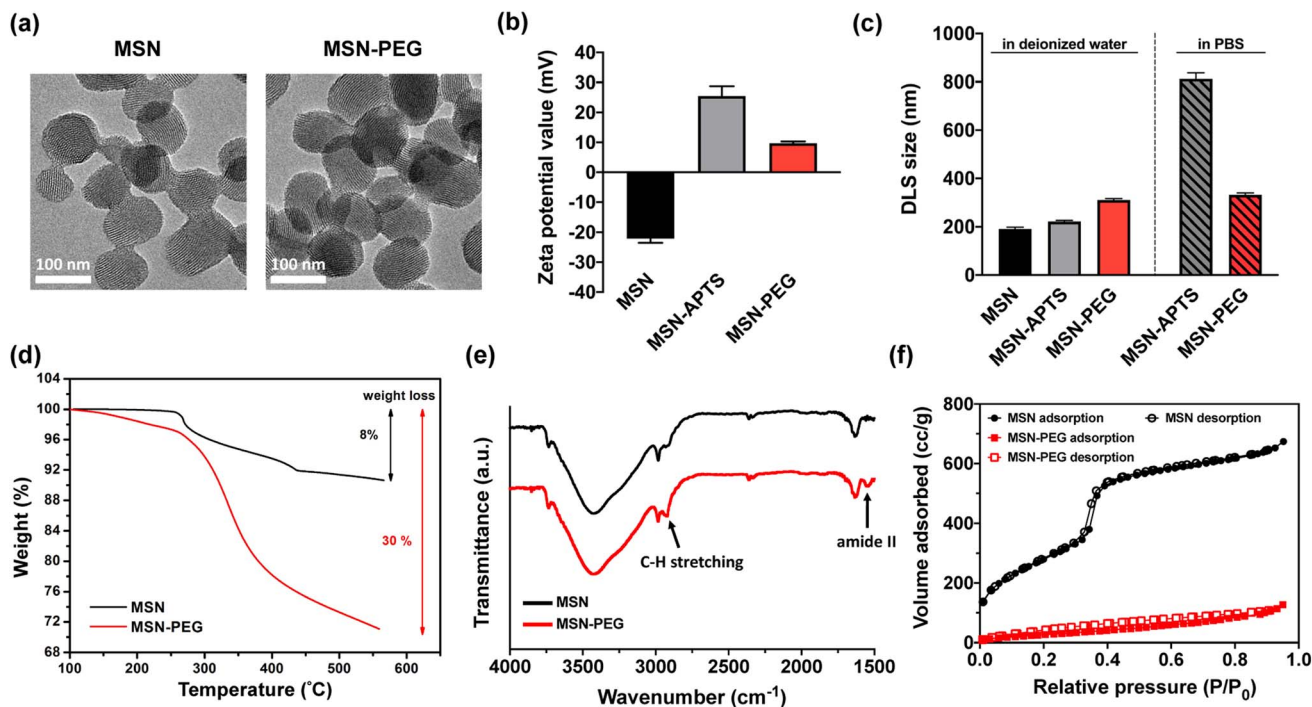 (a)
MSN
MSN-PEG
100 nm
100 nm
(b)
Zeta potential value (mV)
40
30
20
10
0
-10
-20
-30
-40
MSN
MSN-APTS
MSN-PEG
(c)
in deionized water
in PBS
DLS size (nm)
1000
800
600
400
200
0
MSN
MSN-APTS
MSN-PEG
MSN-APTS
MSN-PEG
(d)
Weight (%)
104
100
96
92
88
84
80
76
72
68
weight loss
8%
30 %
MSN
MSN-PEG
100 200 300 400 500 600
Temperature (°C)
(e)
Transmittance (a.u.)
C-H stretching
amide II
MSN
MSN-PEG
4000 3500 3000 2500 2000 1500
Wavenumber (cm⁻¹)
(f)
Volume adsorbed (cc/g)
800
600
400
200
0
MSN adsorption
MSN desorption
MSN-PEG adsorption
MSN-PEG desorption
0.0 0.2 0.4 0.6 0.8 1.0
Relative pressure (P/P₀)